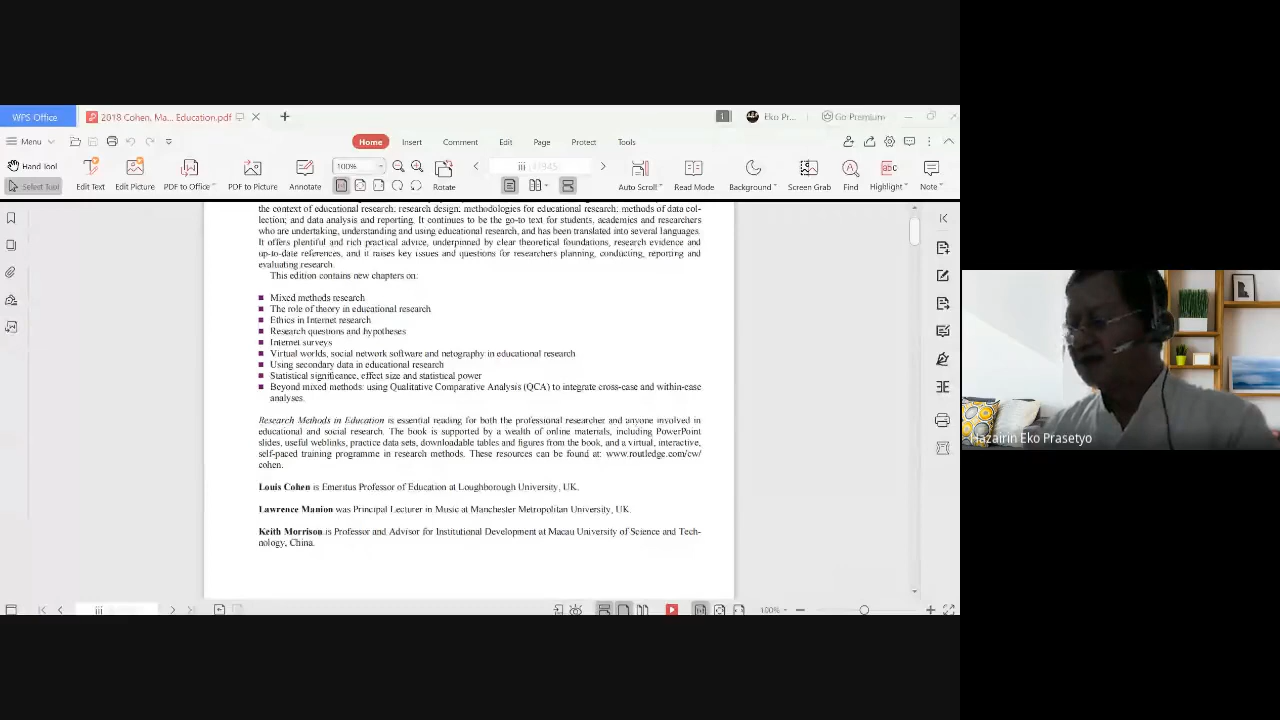 WPS Office
2018 Cohen, Ma... Education.pdf
1
Eko Pr...
Go Premium
Menu
Home
Insert
Comment
Edit
Page
Protect
Tools
Hand Tool
Select Tool
Edit Text
Edit Picture
PDF to Office
PDF to Picture
Annotate
100%
Rotate
iii /945
Auto Scroll
Read Mode
Background
Screen Grab
Find
Highlight
Note
the context of educational research, research design; methodologies for educational research; methods of data col-
lection; and data analysis and reporting. It continues to be the go-to text for students, academics and researchers
who are undertaking, understanding and using educational research, and has been translated into several languages.
It offers plentiful and rich practical advice, underpinned by clear theoretical foundations, research evidence and
up-to-date references, and it raises key issues and questions for researchers planning, conducting, reporting and
evaluating research.
This edition contains new chapters on:
■ Mixed methods research
■ The role of theory in educational research
■ Ethics in Internet research
■ Research questions and hypotheses
■ Internet surveys
■ Virtual worlds, social network software and netography in educational research
■ Using secondary data in educational research
■ Statistical significance, effect size and statistical power
■ Beyond mixed methods: using Qualitative Comparative Analysis (QCA) to integrate cross-case and within-case
analyses.
Research Methods in Education is essential reading for both the professional researcher and anyone involved in
educational and social research. The book is supported by a wealth of online materials, including PowerPoint
slides, useful weblinks, practice data sets, downloadable tables and figures from the book, and a virtual, interactive,
self-paced training programme in research methods. These resources can be found at: www.routledge.com/cw/
cohen.
Louis Cohen is Emeritus Professor of Education at Loughborough University, UK.
Lawrence Manion was Principal Lecturer in Music at Manchester Metropolitan University, UK.
Keith Morrison is Professor and Advisor for Institutional Development at Macau University of Science and Tech-
nology, China.
iii
100%
Hazairin Eko Prasetyo